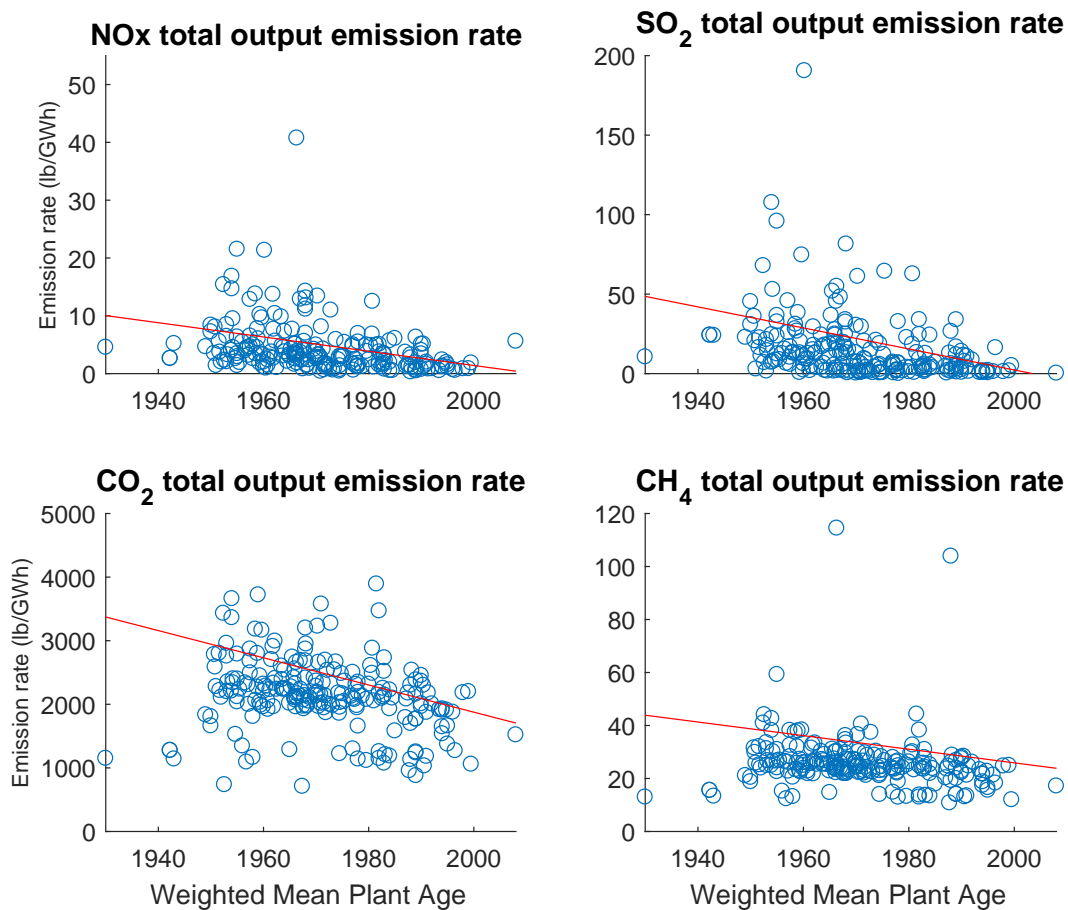 NOx total output emission rate
Emission rate (lb/GWh)
50
40
30
20
10
0
1940 1960 1980 2000
SO2 total output emission rate
200
150
100
50
0
1940 1960 1980 2000
CO2 total output emission rate
Emission rate (lb/GWh)
5000
4000
3000
2000
1000
0
1940 1960 1980 2000
Weighted Mean Plant Age
CH4 total output emission rate
120
100
80
60
40
20
0
1940 1960 1980 2000
Weighted Mean Plant Age